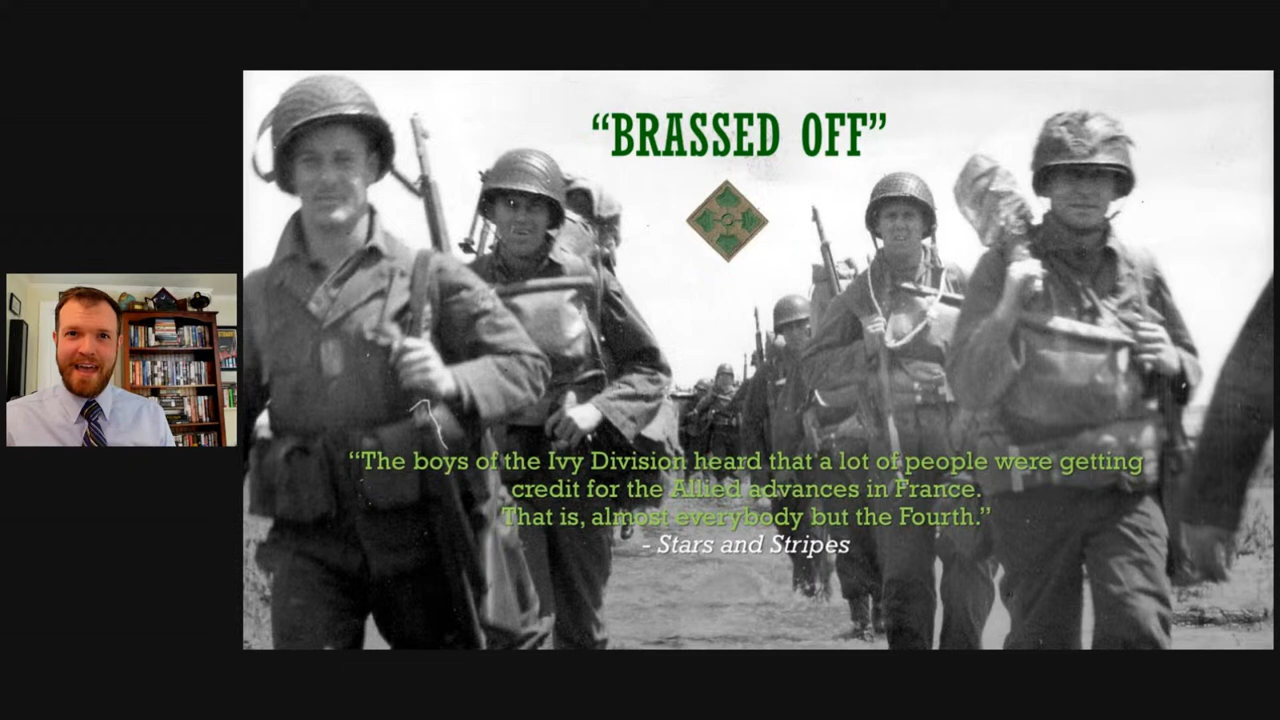 “BRASSED OFF”
“The boys of the Ivy Division heard that a lot of people were getting
credit for the Allied advances in France.
That is, almost everybody but the Fourth.”
- Stars and Stripes